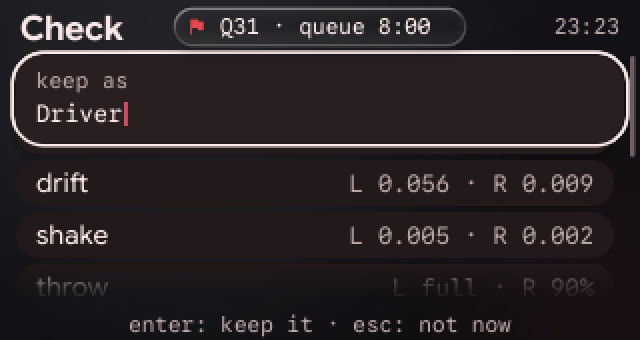 Check
Q31 · queue 8:00
23:23
keep as
Driver
drift L 0.056 · R 0.009
shake L 0.005 · R 0.002
throw L full · R 90%
enter: keep it · esc: not now